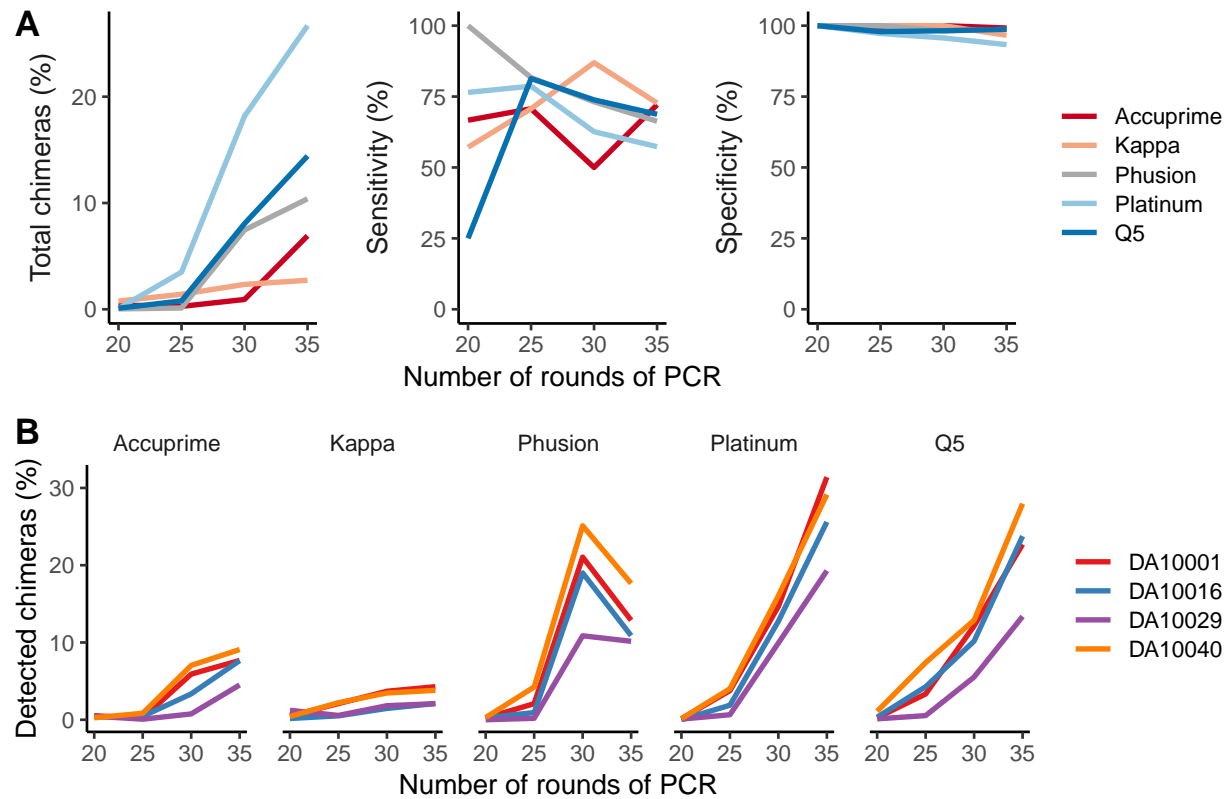 A
Total chimeras (%)
20
10
0
20 25 30 35
Sensitivity (%)
100
75
50
25
0
20 25 30 35
Specificity (%)
100
75
50
25
0
20 25 30 35
Number of rounds of PCR
Accuprime
Kappa
Phusion
Platinum
Q5
B
Accuprime Kappa Phusion Platinum Q5
Detected chimeras (%)
30
20
10
0
20 25 30 35 20 25 30 35 20 25 30 35 20 25 30 35 20 25 30 35
Number of rounds of PCR
DA10001
DA10016
DA10029
DA10040